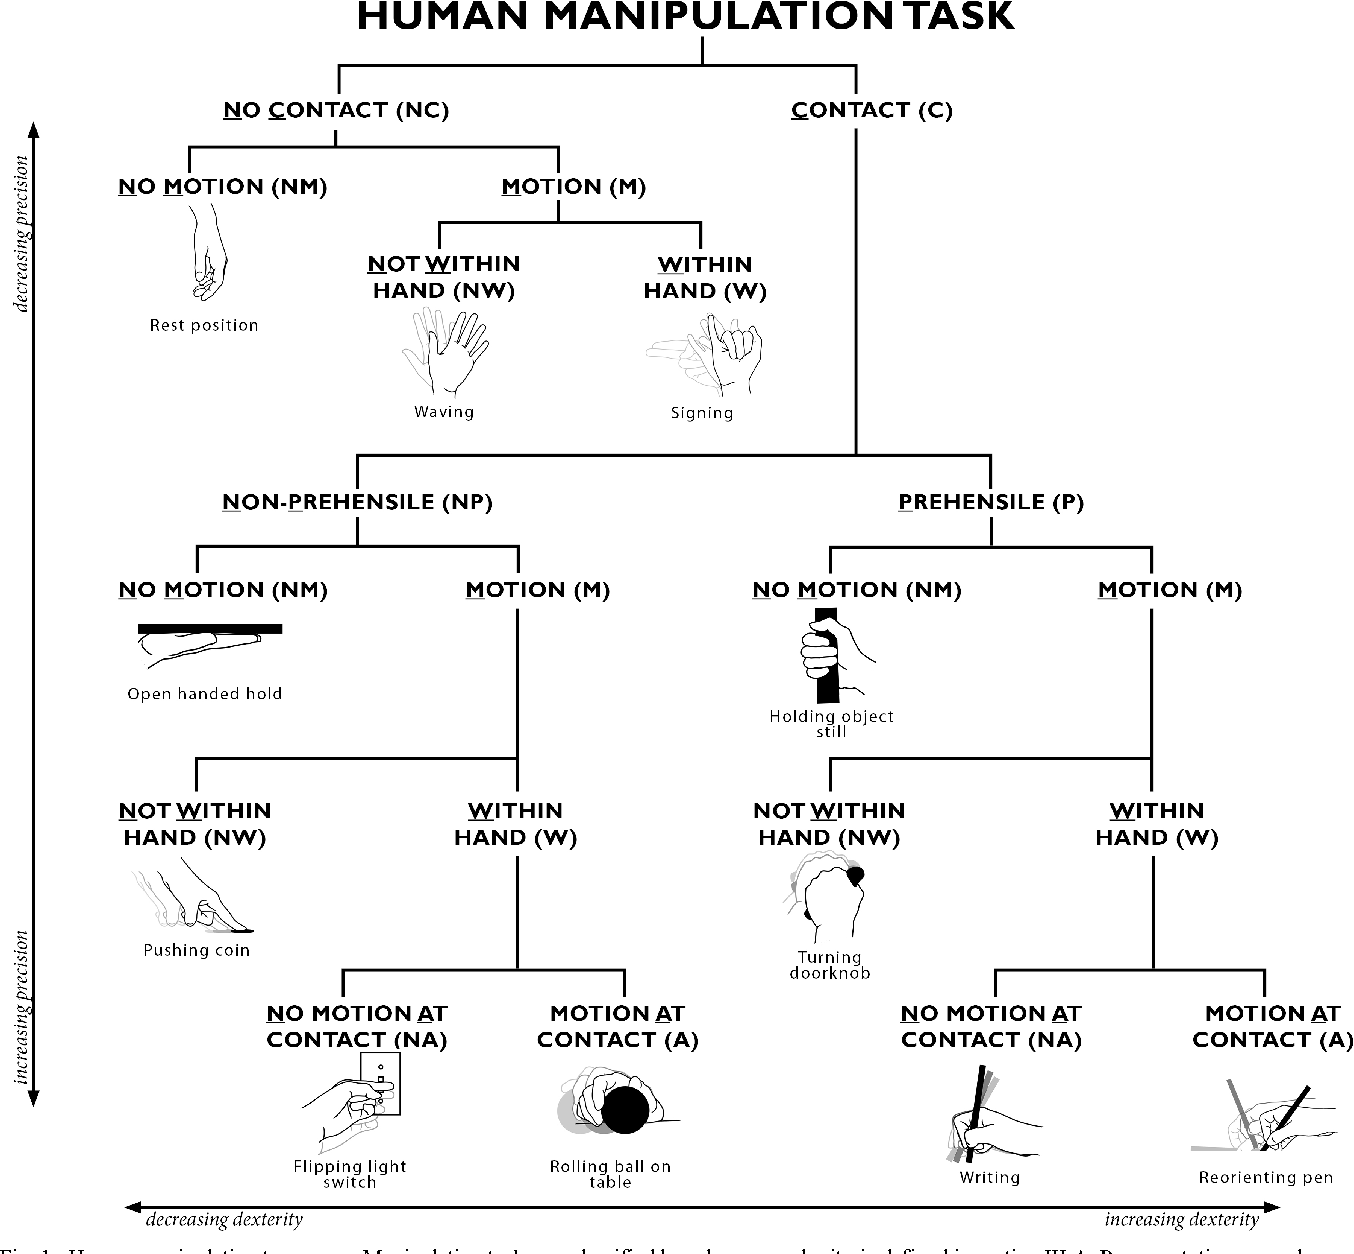 HUMAN MANIPULATION TASK
NO CONTACT (NC)
CONTACT (C)
NO MOTION (NM)
MOTION (M)
decreasing precision
NOT WITHIN
HAND (NW)
WITHIN
HAND (W)
Rest position
Waving
Signing
NON-PREHENSILE (NP)
PREHENSILE (P)
NO MOTION (NM)
MOTION (M)
NO MOTION (NM)
MOTION (M)
Open handed hold
Holding object
still
NOT WITHIN
HAND (NW)
WITHIN
HAND (W)
NOT WITHIN
HAND (NW)
WITHIN
HAND (W)
Pushing coin
Turning
doorknob
increasing precision
NO MOTION AT
CONTACT (NA)
MOTION AT
CONTACT (A)
NO MOTION AT
CONTACT (NA)
MOTION AT
CONTACT (A)
Flipping light
switch
Rolling ball on
table
Writing
Reorienting pen
decreasing dexterity
increasing dexterity